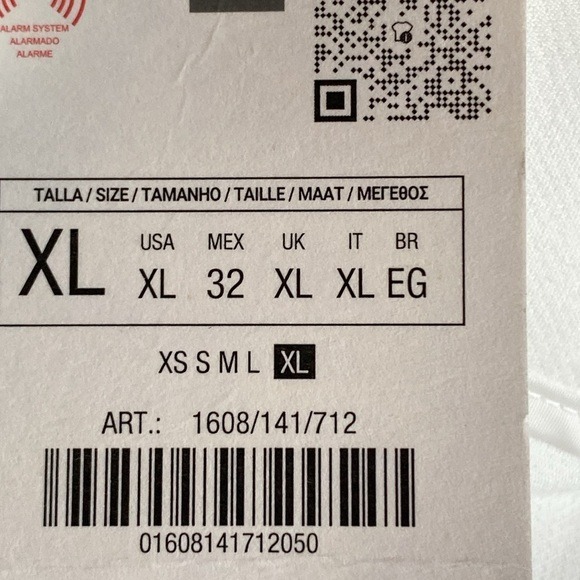 ALARM SYSTEM
ALARMADO
ALARME
TALLA / SIZE / TAMANHO / TAILLE / MAAT / ΜΕΓΕΘΟΣ
XL
USA MEX UK IT BR
XL 32 XL XL EG
XS S M L XL
ART.: 1608/141/712
01608141712050